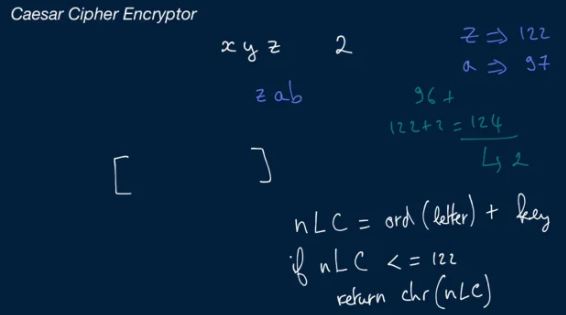 Caesar Cipher Encryptor
x y z 2
z ⇒ 122
a ⇒ 97
z a b
96 +
122 + 2 = 124
↳ 2
[ ]
nLC = ord(letter) + key
if nLC <= 122
return chr(nLC)